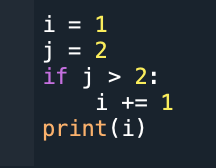 i = 1
j = 2
if j > 2:
    i += 1
print(i)